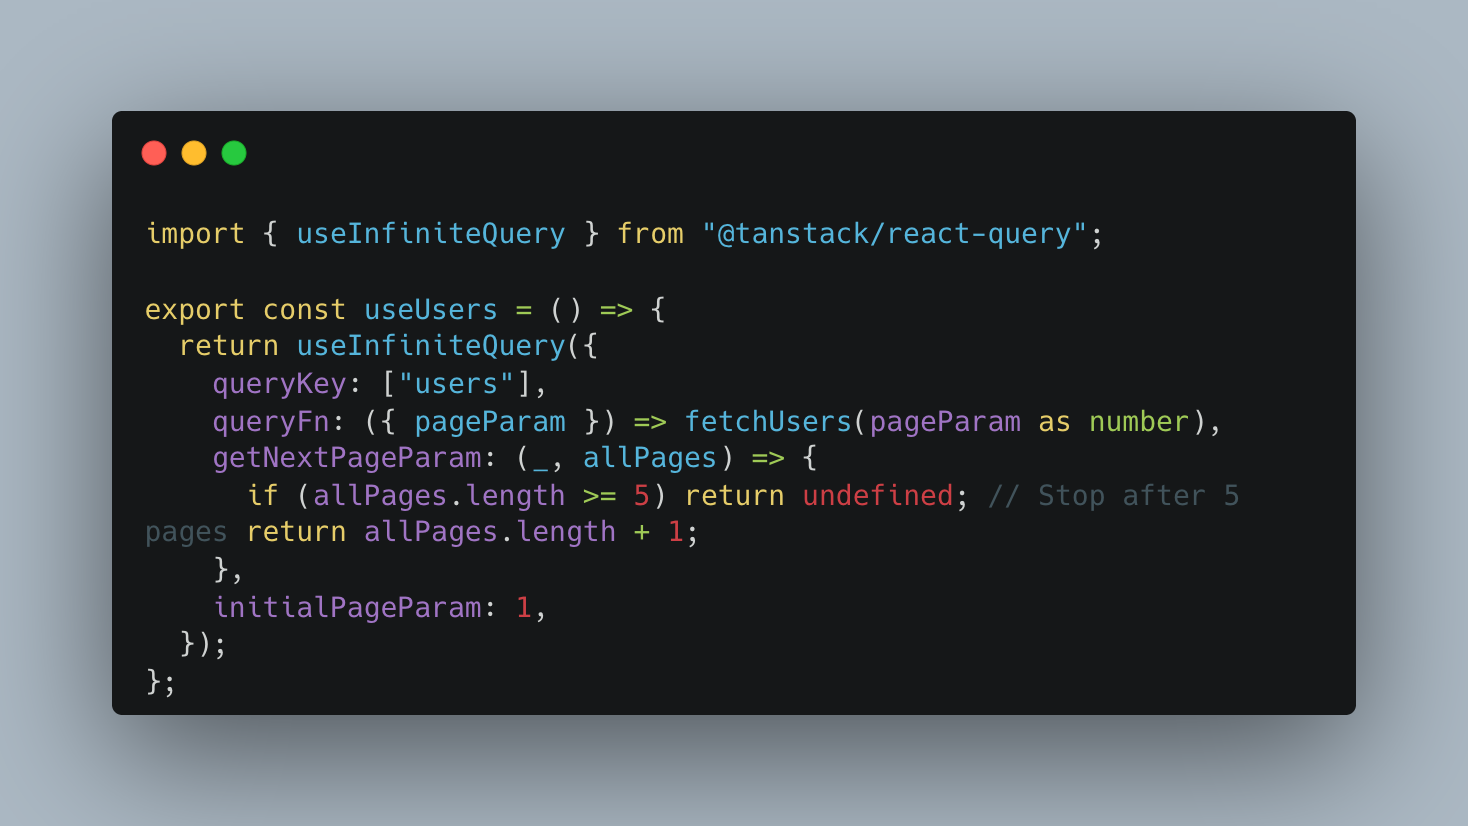 import { useInfiniteQuery } from "@tanstack/react-query";

export const useUsers = () => {
  return useInfiniteQuery({
    queryKey: ["users"],
    queryFn: ({ pageParam }) => fetchUsers(pageParam as number),
    getNextPageParam: (_, allPages) => {
      if (allPages.length >= 5) return undefined; // Stop after 5
pages return allPages.length + 1;
    },
    initialPageParam: 1,
  });
};